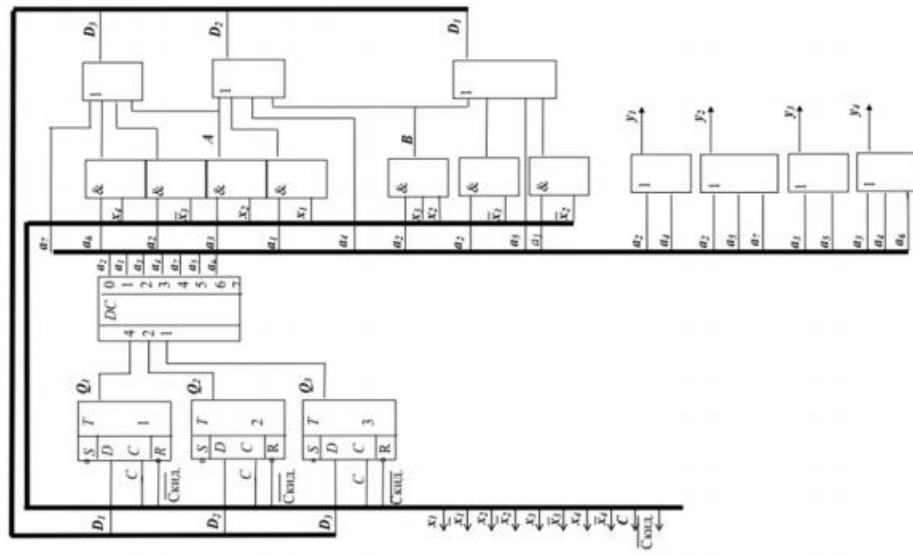 D₃ D₂ D₁
1 1 1
A B
y₁ y₂ y₃ y₄
& & & & & & &
x₄ x̄₃ x₂ x₁ x₃ x₂ x̄₃ x̄₂
1 1 1 1
a₇ a₆ a₂ a₃ a₁ a₄ a₂ a₂ a₅
a₂ a₄ a₂ a₅ a₇ a₅ a₄ a₆
a₂ a₁ a₄ a₇ a₅ a₆
0 1 2 3 4 5 6 7
DC
4 2 1
Q₁ Q₂ Q₃
T 1 T 2 T 3
S D C R S D C R S D C R
C Скид. C Скид. C Скид.
D₁ D₂ D₃
x₁ x̄₁ x₂ x̄₂ x₃ x̄₃ x₄ x̄₄ C Скид.